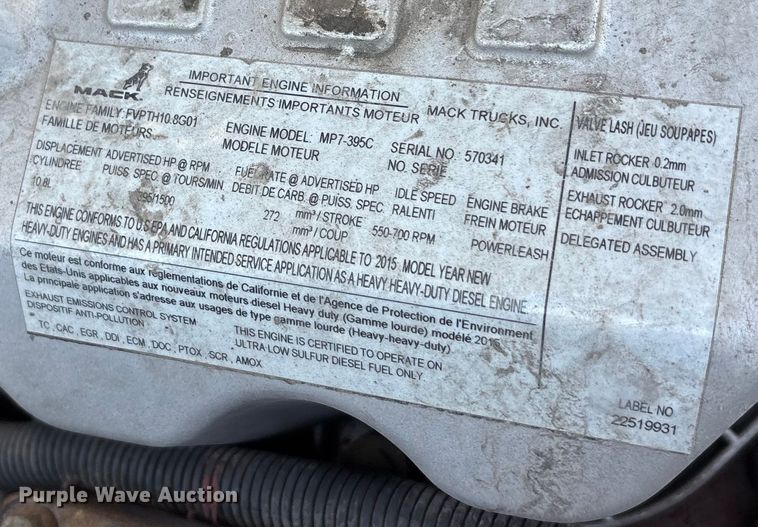 MACK
IMPORTANT ENGINE INFORMATION
RENSEIGNEMENTS IMPORTANTS MOTEUR
MACK TRUCKS, INC.
ENGINE FAMILY: FVPTH10.8G01
FAMILLE DE MOTEURS
ENGINE MODEL: MP7-395C
MODELE MOTEUR
SERIAL NO: 570341
NO. SERIE
DISPLACEMENT
CYLINDREE
10.8L
ADVERTISED HP @ RPM
PUISS SPEC @ TOURS/MIN
395/1500
FUEL RATE @ ADVERTISED HP
DEBIT DE CARB. @ PUISS. SPEC
272 mm³ / STROKE
mm³ / COUP
IDLE SPEED
RALENTI
550-700 RPM
ENGINE BRAKE
FREIN MOTEUR
POWERLEASH
THIS ENGINE CONFORMS TO U.S EPA AND CALIFORNIA REGULATIONS APPLICABLE TO 2015 MODEL YEAR NEW
HEAVY-DUTY ENGINES AND HAS A PRIMARY INTENDED SERVICE APPLICATION AS A HEAVY HEAVY-DUTY DIESEL ENGINE.
Ce moteur est conforme aux réglementations de Californie et de l'Agence de Protection de l'Environment
des Etats-Unis applicables aux nouveaux moteurs diesel Heavy duty (Gamme lourde) modélé 2015
La principale application s'adresse aux usages de type gamme lourde (Heavy-heavy-duty)
EXHAUST EMISSIONS CONTROL SYSTEM
DISPOSITIF ANTI-POLLUTION
TC , CAC , EGR , DDI , ECM , DOC , PTOX , SCR , AMOX
THIS ENGINE IS CERTIFIED TO OPERATE ON
ULTRA LOW SULFUR DIESEL FUEL ONLY
VALVE LASH (JEU SOUPAPES)
INLET ROCKER 0.2mm
ADMISSION CULBUTEUR
EXHAUST ROCKER 2.0mm
ECHAPPEMENT CULBUTEUR
DELEGATED ASSEMBLY
LABEL NO
22519931
Purple Wave Auction